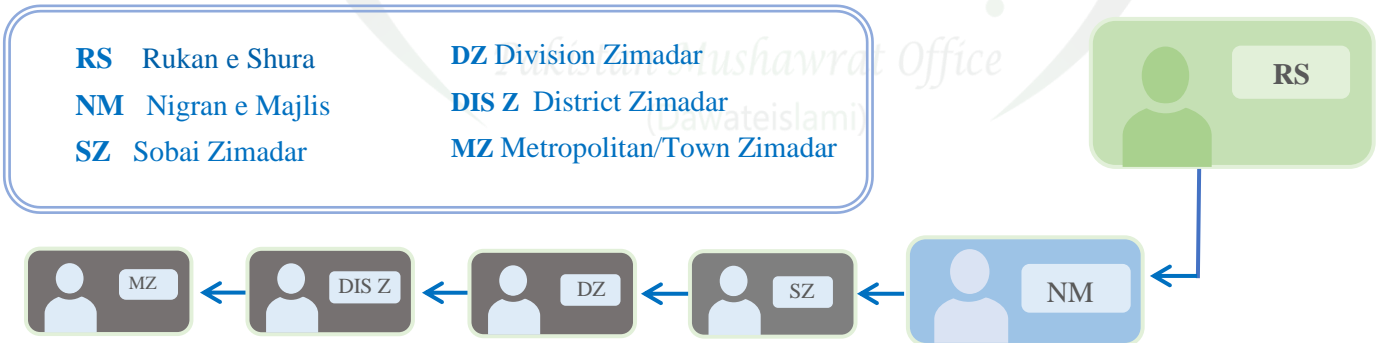 RS Rukan e Shura
NM Nigran e Majlis
SZ Sobai Zimadar
DZ Division Zimadar
DIS Z District Zimadar
MZ Metropolitan/Town Zimadar
Pakistan Mushawrat Office
(Dawateislami)
RS
MZ
DIS Z
DZ
SZ
NM